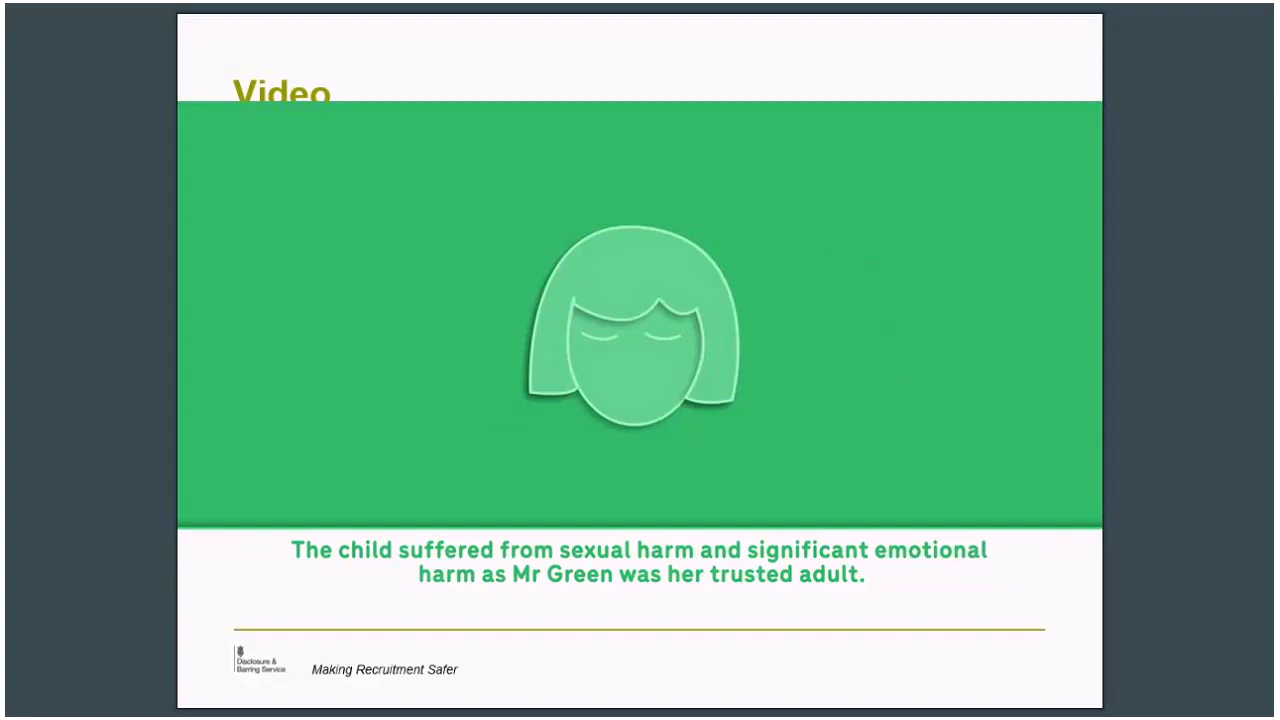 Video
The child suffered from sexual harm and significant emotional
harm as Mr Green was her trusted adult.
Disclosure &
Barring Service
Making Recruitment Safer